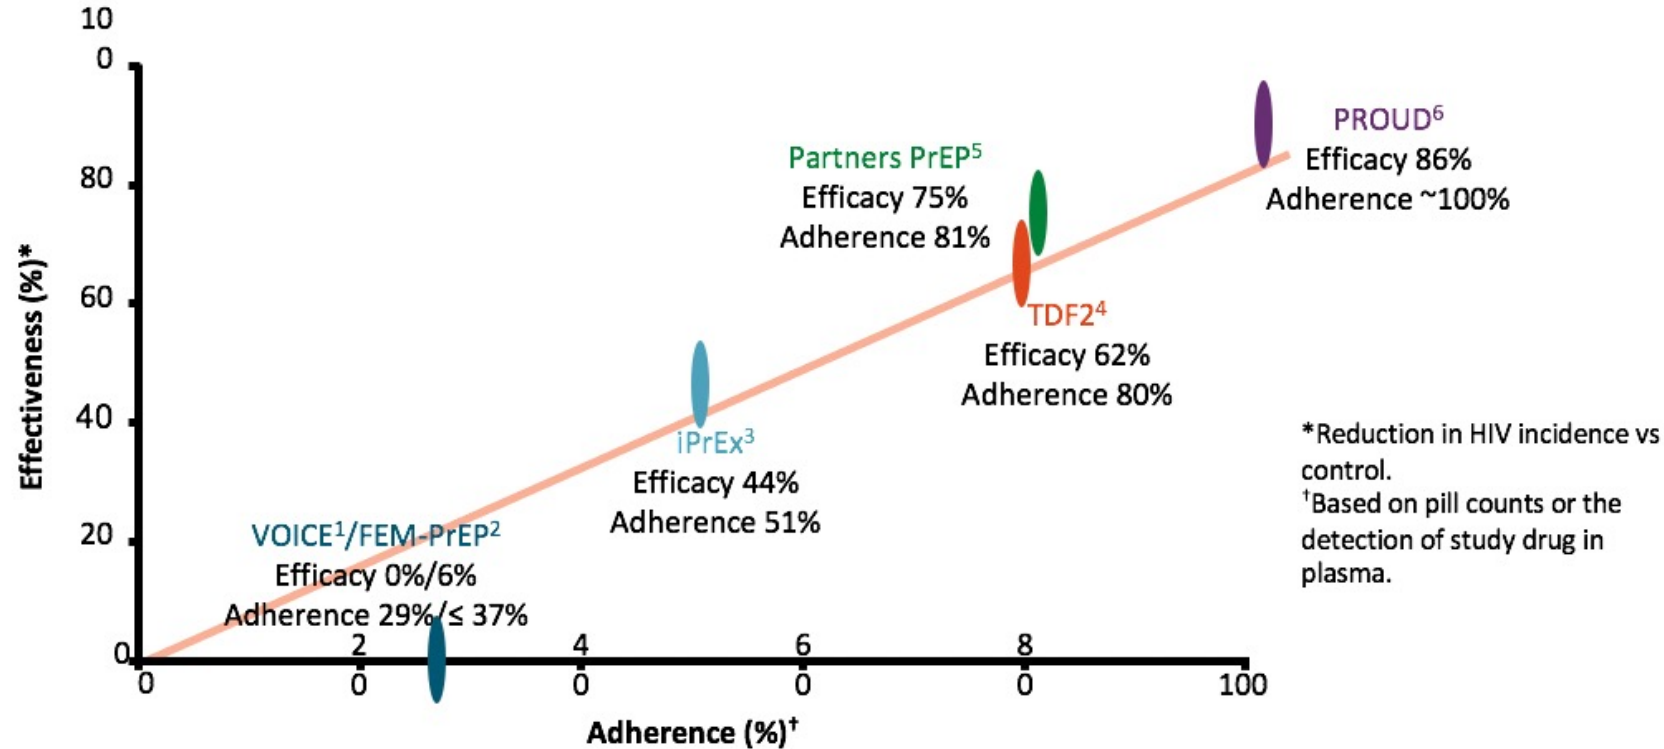 10
0
80
60
40
20
0
Effectiveness (%)*
PROUD⁶
Efficacy 86%
Adherence ~100%
Partners PrEP⁵
Efficacy 75%
Adherence 81%
TDF2⁴
Efficacy 62%
Adherence 80%
iPrEx³
Efficacy 44%
Adherence 51%
VOICE¹/FEM-PrEP²
Efficacy 0%/6%
Adherence 29%/≤ 37%
2 4 6 8
0 0 0 0 0 100
Adherence (%)†
*Reduction in HIV incidence vs
control.
†Based on pill counts or the
detection of study drug in
plasma.